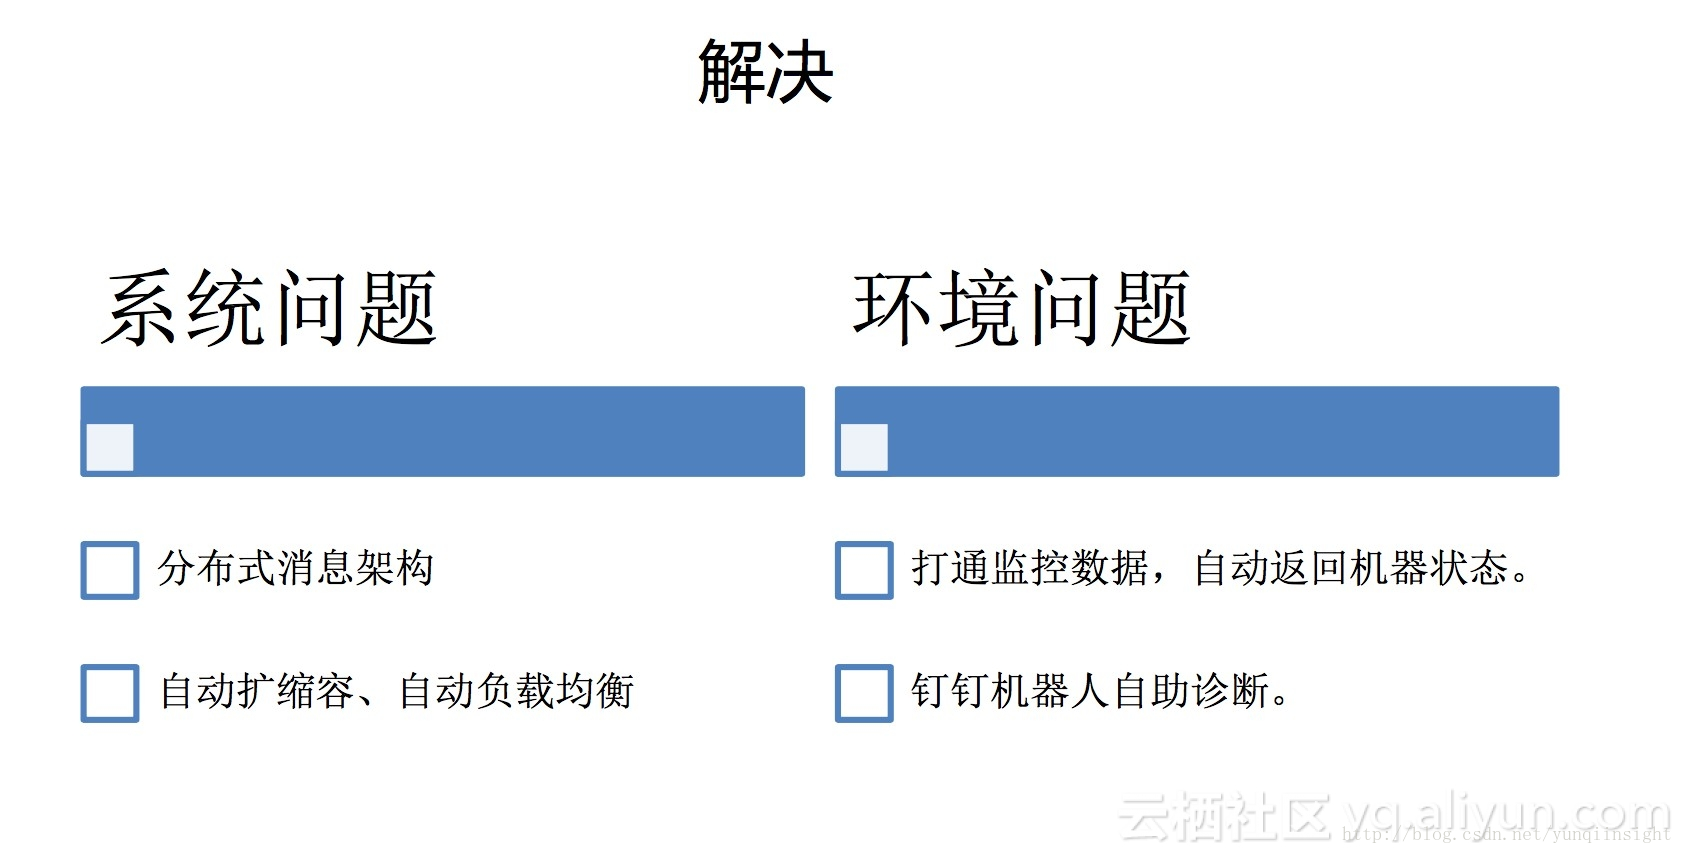 解决
系统问题
分布式消息架构
自动扩缩容、自动负载均衡
环境问题
打通监控数据，自动返回机器状态。
钉钉机器人自助诊断。
云栖社区 yq.aliyun.com
http://blog.csdn.net/yunqiinsight